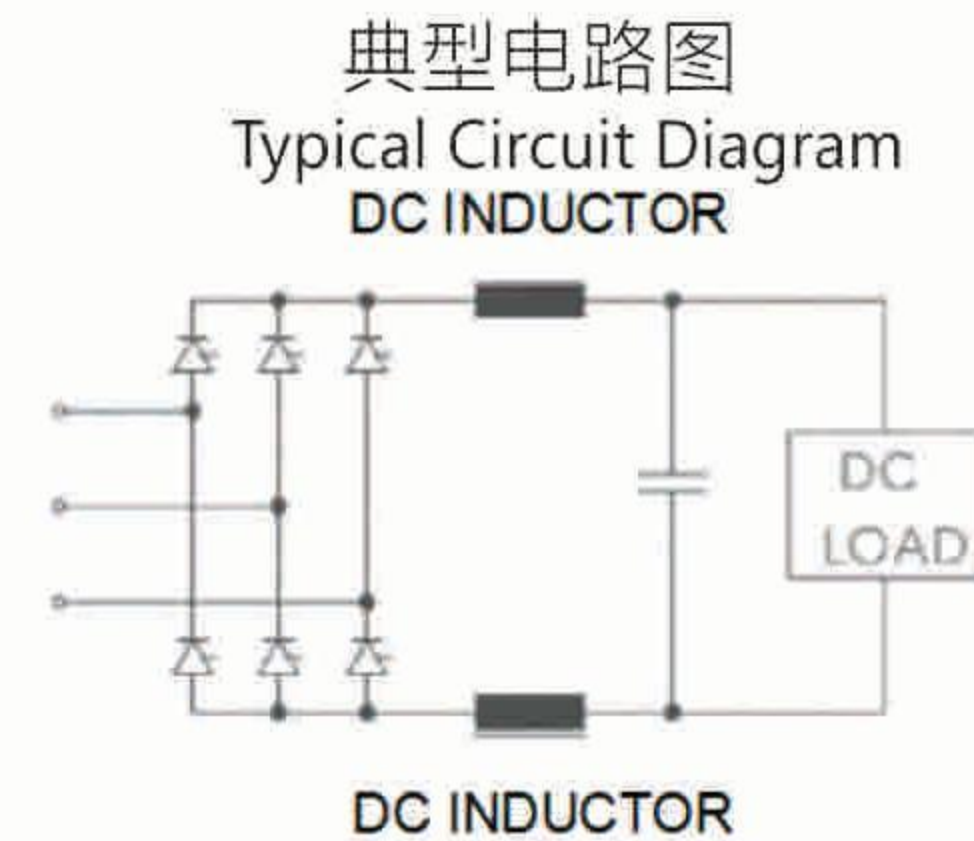 典型电路图
Typical Circuit Diagram
DC INDUCTOR
DC
LOAD
DC INDUCTOR